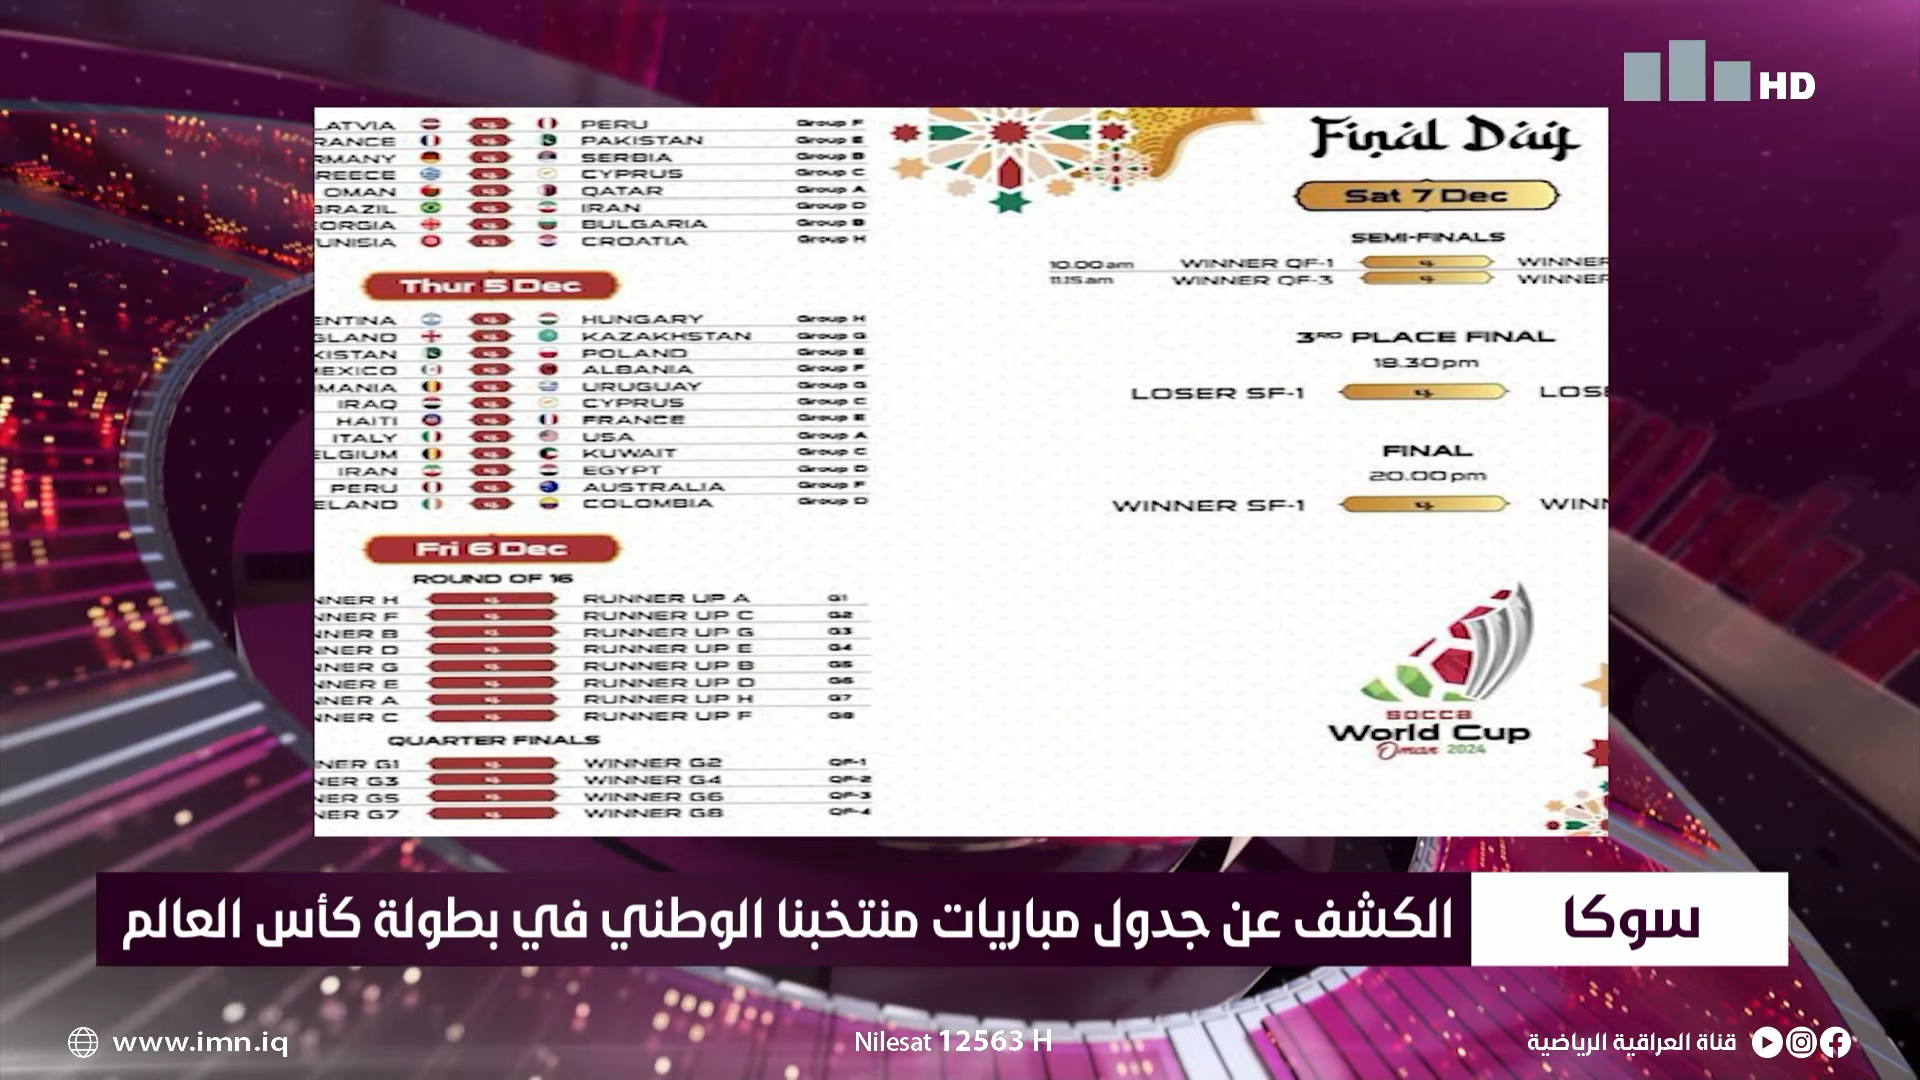 HD
LATVIA PERU Group F
RANCE PAKISTAN Group E
RMANY SERBIA Group B
REECE CYPRUS Group C
OMAN QATAR Group A
BRAZIL IRAN Group D
ORGIA BULGARIA Group B
UNISIA CROATIA Group H
Thur 5 Dec
ENTINA HUNGARY Group H
GLAND KAZAKHSTAN Group G
KISTAN POLAND Group E
MEXICO ALBANIA Group F
MANIA URUGUAY Group G
IRAQ CYPRUS Group C
HAITI FRANCE Group E
ITALY USA Group A
ELGIUM KUWAIT Group C
IRAN EGYPT Group D
PERU AUSTRALIA Group F
ELAND COLOMBIA Group D
Fri 6 Dec
ROUND OF 16
NNER H RUNNER UP A G1
NNER F RUNNER UP C G2
NNER B RUNNER UP G G3
NNER D RUNNER UP E G4
NNER G RUNNER UP B G5
NNER E RUNNER UP D G6
NNER A RUNNER UP H G7
NNER C RUNNER UP F G8
QUARTER FINALS
NER G1 WINNER G2 QF-1
NER G3 WINNER G4 QF-2
NER G5 WINNER G6 QF-3
NER G7 WINNER G8 QF-4
Final Day
Sat 7 Dec
SEMI-FINALS
10.00 am WINNER QF-1 WINNER
11.15 am WINNER QF-3 WINNER
3RD PLACE FINAL
18.30pm
LOSER SF-1 LOSE
FINAL
20.00pm
WINNER SF-1 WINN
socca
World Cup
Oman 2024
سوكا
الكشف عن جدول مباريات منتخبنا الوطني في بطولة كأس العالم
www.imn.iq
Nilesat 12563 H
قناة العراقية الرياضية